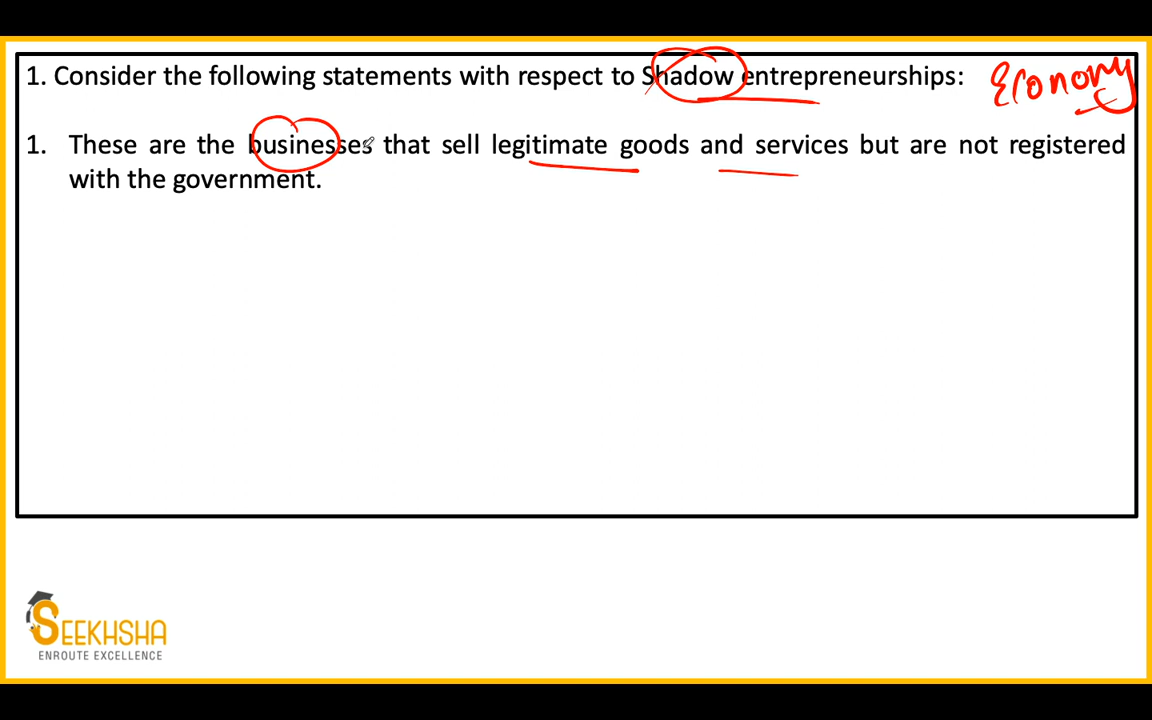 1. Consider the following statements with respect to Shadow entrepreneurships: Economy
1. These are the businesses that sell legitimate goods and services but are not registered
with the government.
SEEKHSHA
ENROUTE EXCELLENCE